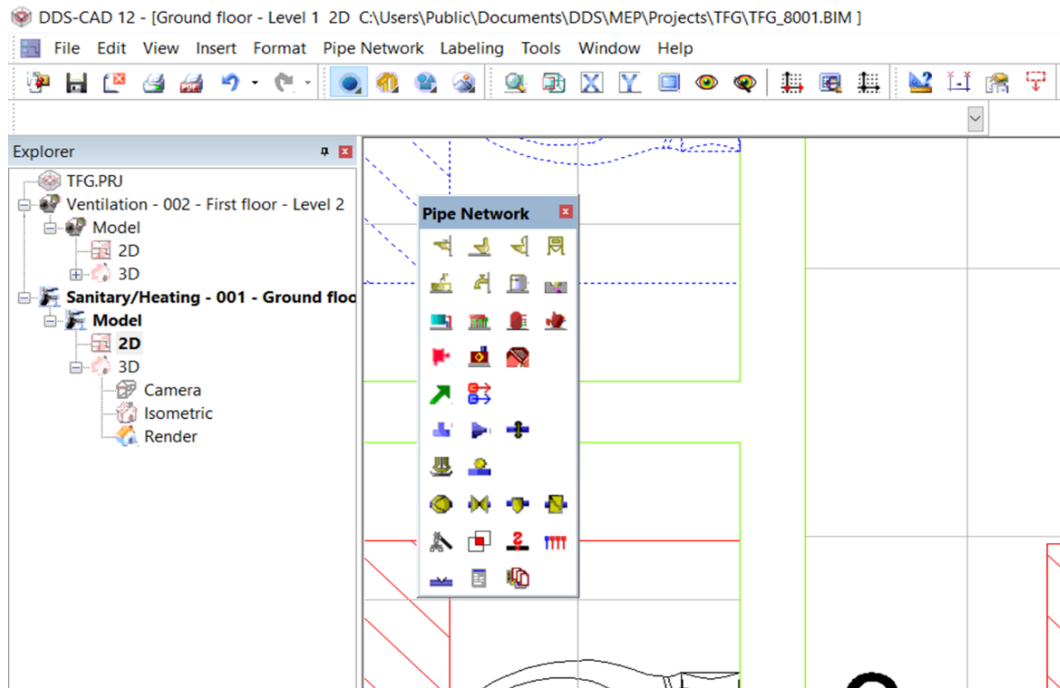 DDS-CAD 12 - [Ground floor - Level 1  2D  C:\Users\Public\Documents\DDS\MEP\Projects\TFG\TFG_8001.BIM ]
File Edit View Insert Format Pipe Network Labeling Tools Window Help
Explorer
TFG.PRJ
Ventilation - 002 - First floor - Level 2
Model
2D
3D
Sanitary/Heating - 001 - Ground floo
Model
2D
3D
Camera
Isometric
Render
Pipe Network